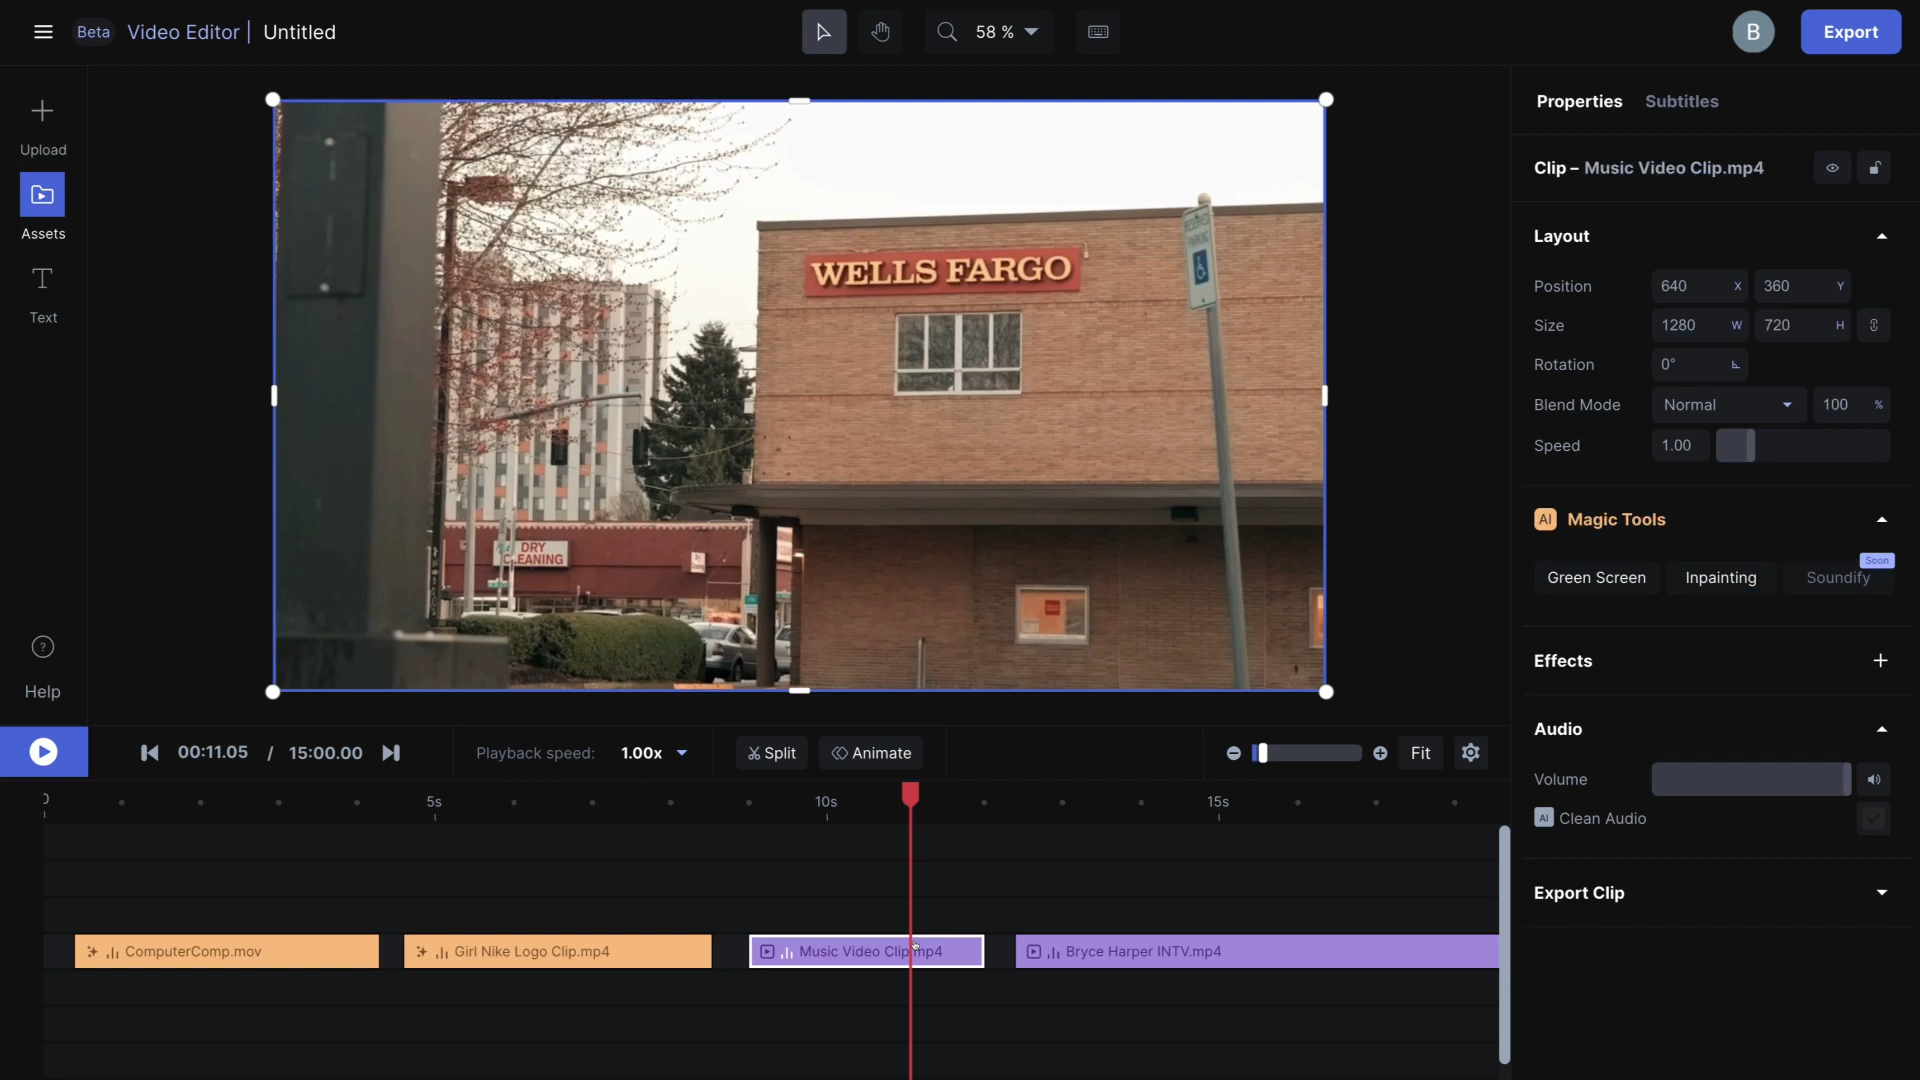 Beta Video Editor | Untitled
58 %
B
Export
Upload
Assets
T
Text
?
Help
WELLS FARGO
RESERVED
PARKING
DRY
CLEANING
Properties Subtitles
Clip – Music Video Clip.mp4
Layout
Position 640 X 360 Y
Size 1280 W 720 H
Rotation 0°
Blend Mode Normal 100 %
Speed 1.00
AI Magic Tools
Soon
Green Screen Inpainting Soundify
Effects
Audio
Volume
AI Clean Audio
Export Clip
00:11.05 / 15:00.00
Playback speed: 1.00x
Split
Animate
Fit
0 5s 10s 15s
ComputerComp.mov
Girl Nike Logo Clip.mp4
Music Video Clip.mp4
Bryce Harper INTV.mp4